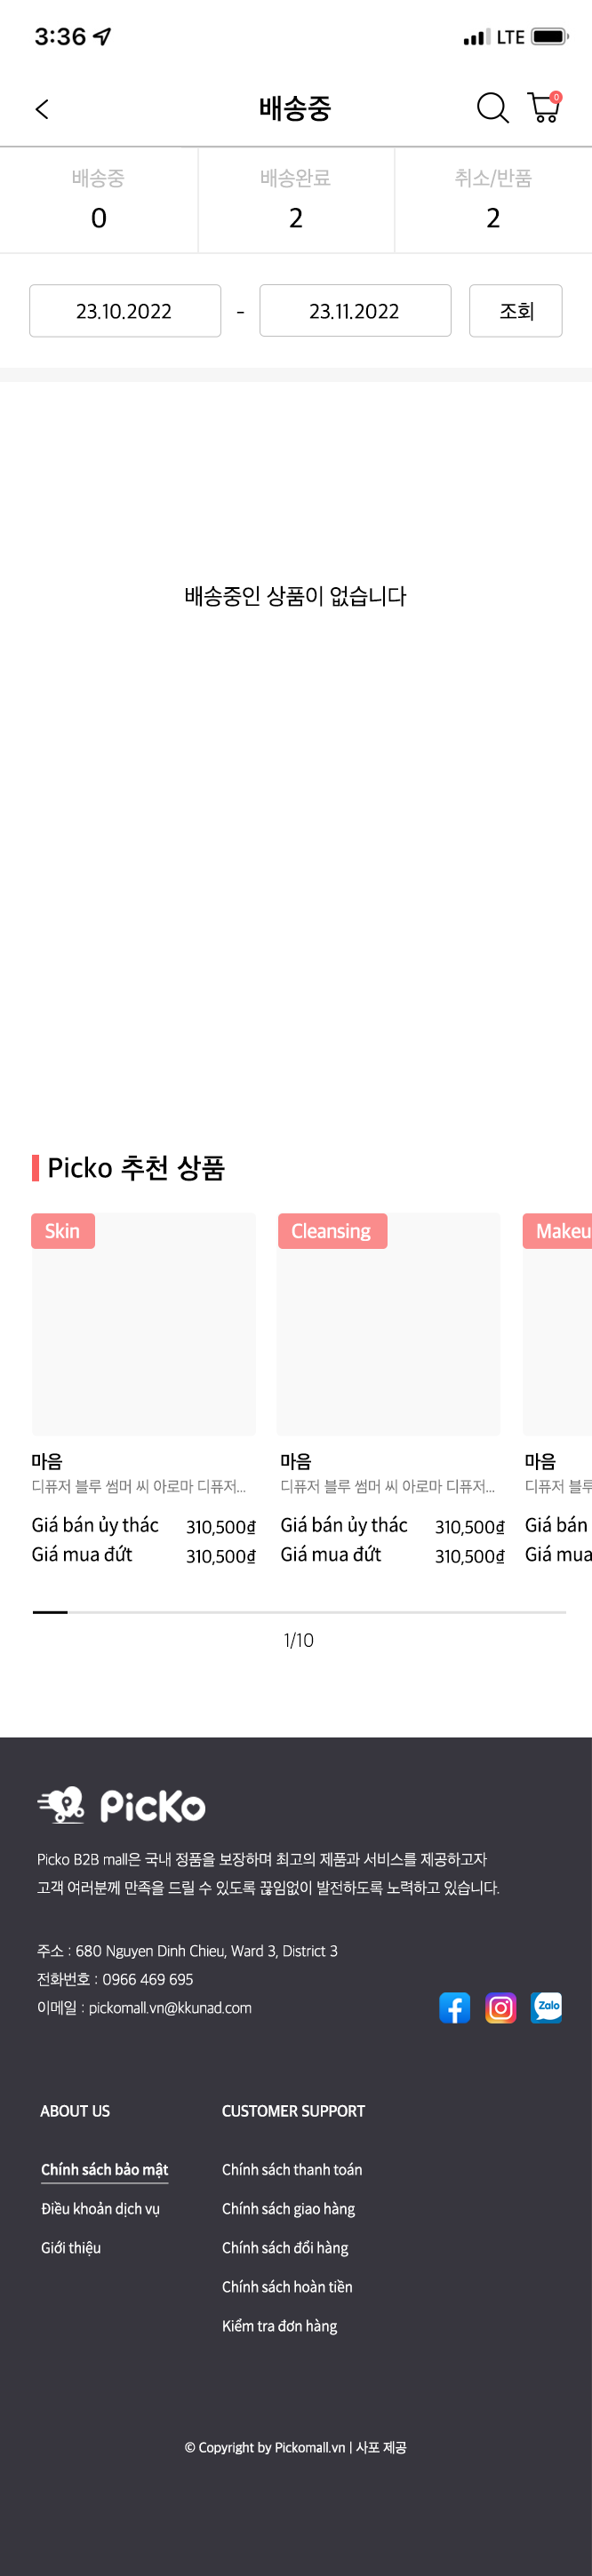 3:36 LTE
배송중 0
배송중 배송완료 취소/반품
0 2 2
23.10.2022 - 23.11.2022 조회
배송중인 상품이 없습니다
Picko 추천 상품
Skin Cleansing Makeu
마음 마음 마음
디퓨저 블루 썸머 씨 아로마 디퓨저... 디퓨저 블루 썸머 씨 아로마 디퓨저... 디퓨저 블루
Giá bán ủy thác 310,500₫ Giá bán ủy thác 310,500₫ Giá bán
Giá mua đứt 310,500₫ Giá mua đứt 310,500₫ Giá mua
1/10
PicKo
Picko B2B mall은 국내 정품을 보장하며 최고의 제품과 서비스를 제공하고자
고객 여러분께 만족을 드릴 수 있도록 끊임없이 발전하도록 노력하고 있습니다.
주소 : 680 Nguyen Dinh Chieu, Ward 3, District 3
전화번호 : 0966 469 695
이메일 : pickomall.vn@kkunad.com
Zalo
ABOUT US CUSTOMER SUPPORT
Chính sách bảo mật Chính sách thanh toán
Điều khoản dịch vụ Chính sách giao hàng
Giới thiệu Chính sách đổi hàng
Chính sách hoàn tiền
Kiểm tra đơn hàng
© Copyright by Pickomall.vn | 사포 제공